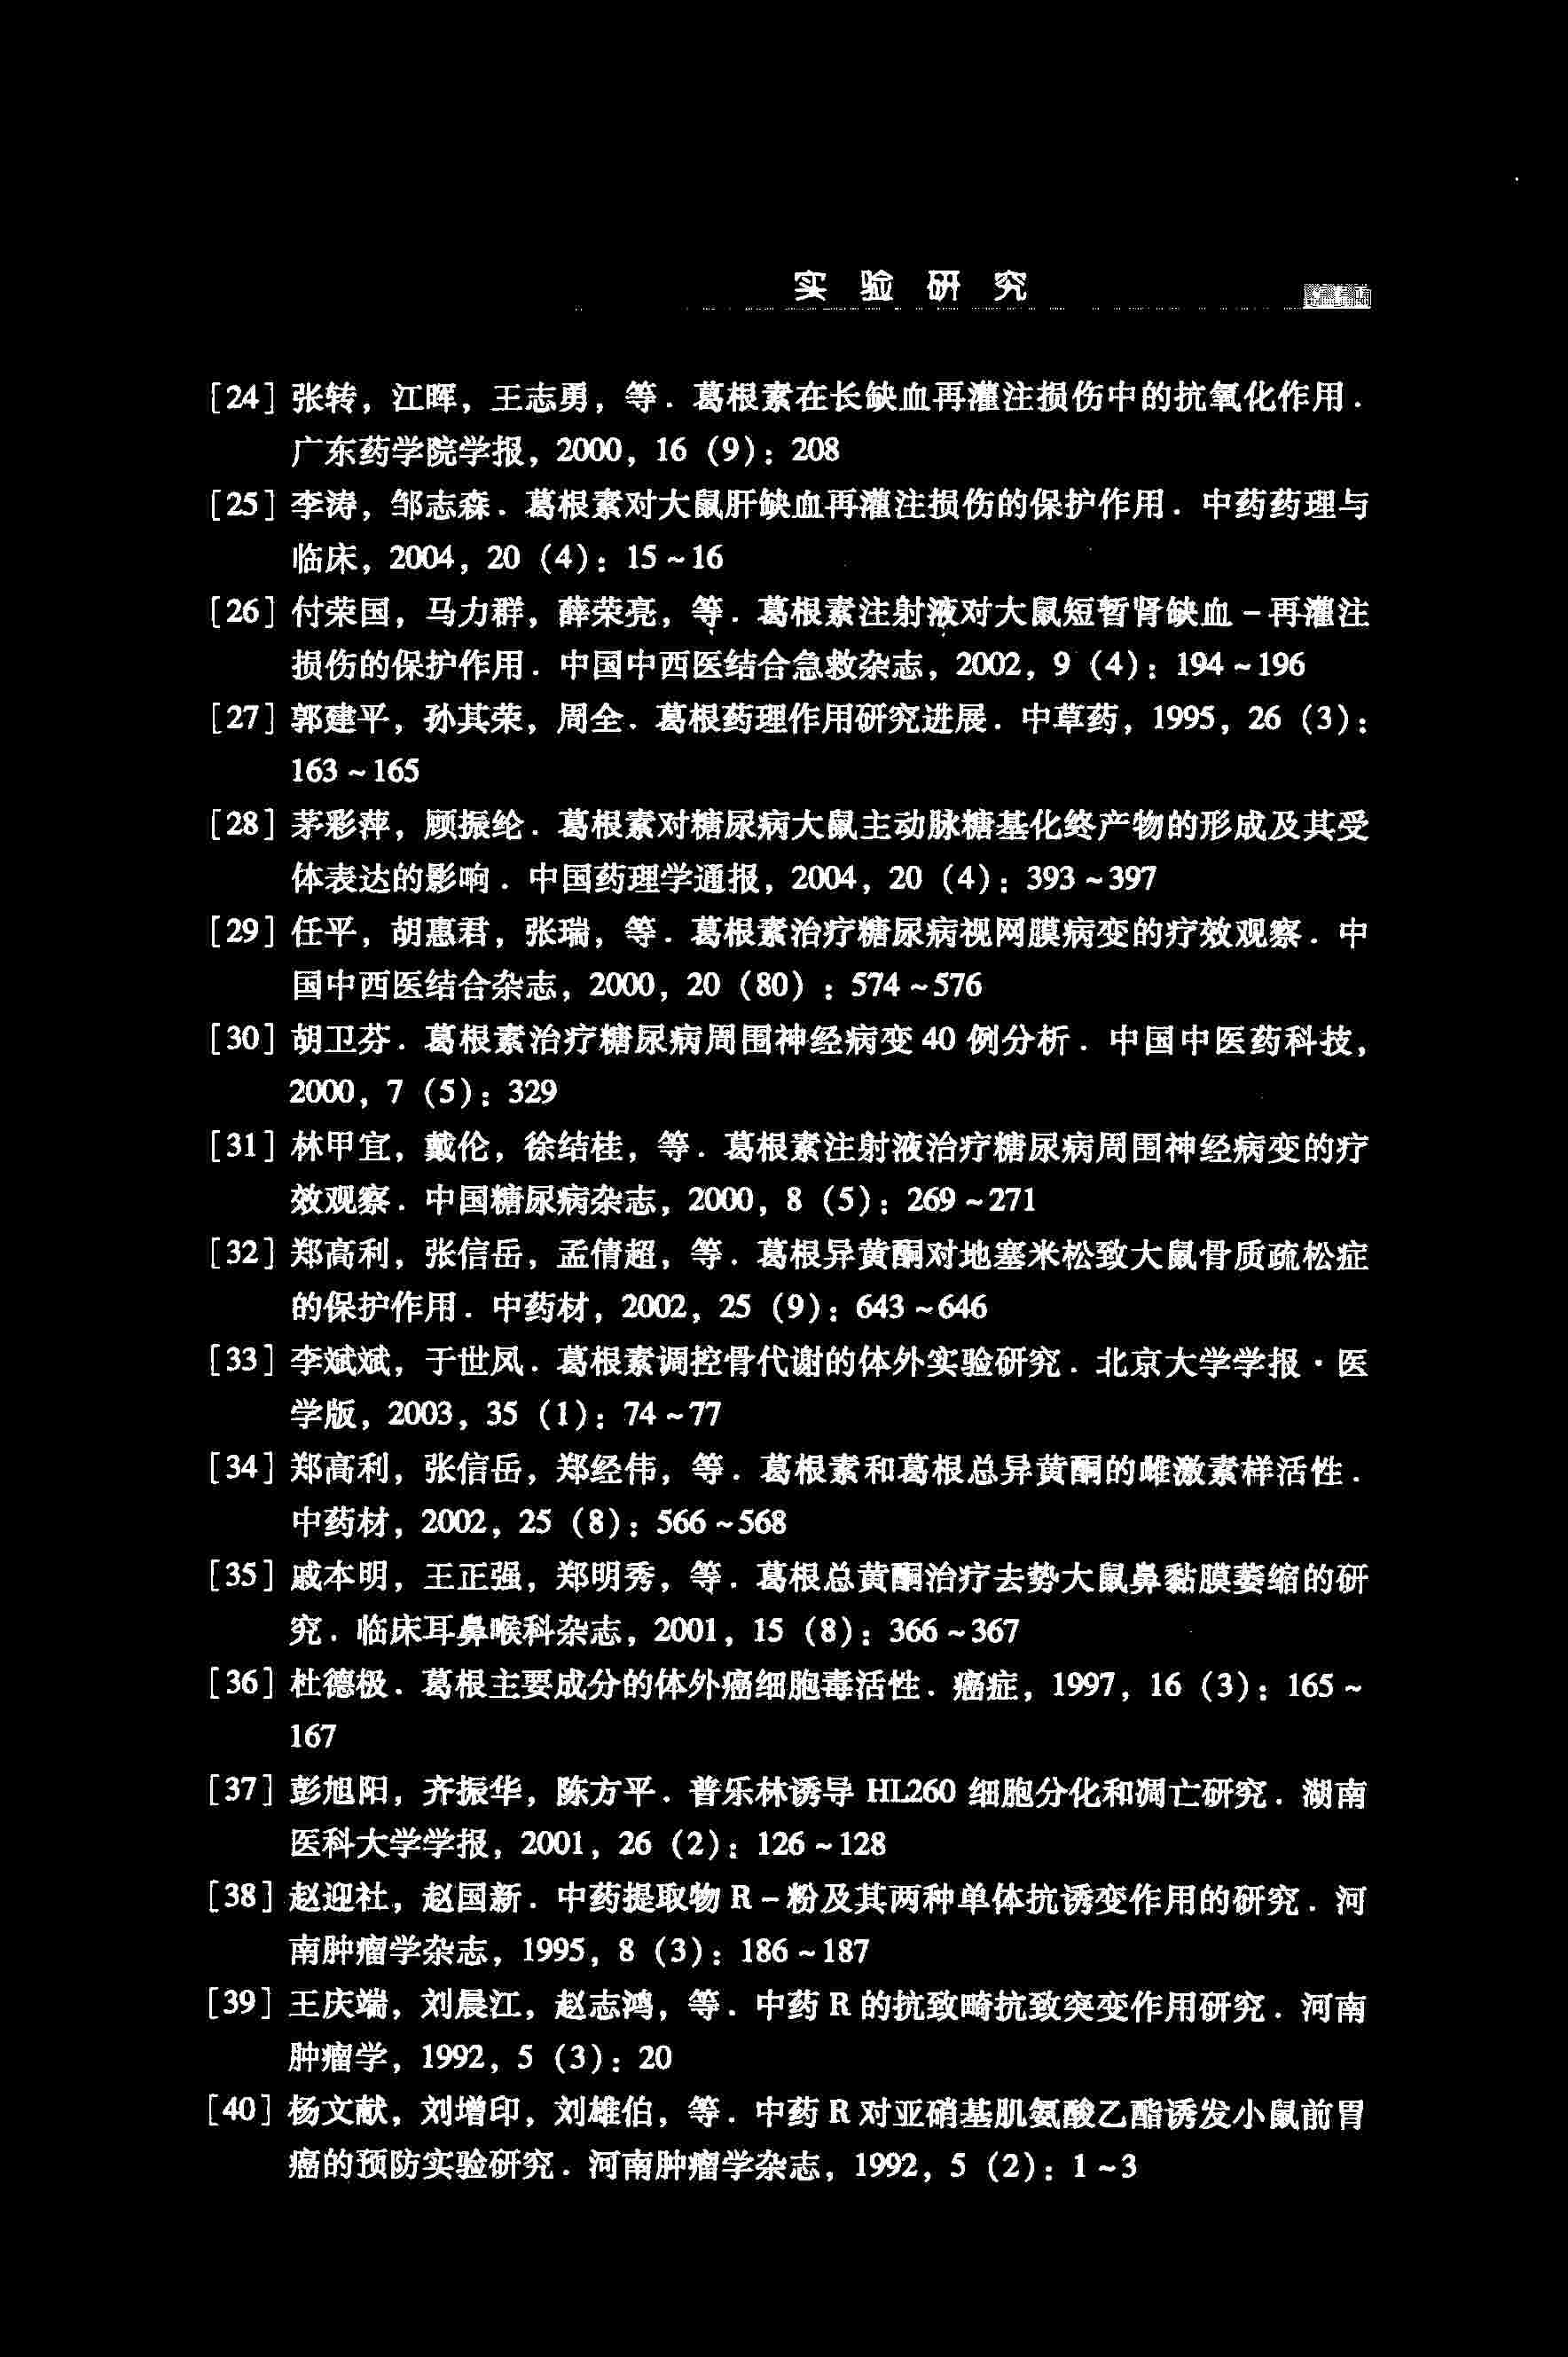 实验研究
[24] 张转，江晖，王志勇，等．葛根素在长缺血再灌注损伤中的抗氧化作用．
广东药学院学报，2000，16（9）：208
[25] 李涛，邹志森．葛根素对大鼠肝缺血再灌注损伤的保护作用．中药药理与
临床，2004，20（4）：15～16
[26] 付荣国，马力群，薛荣亮，等．葛根素注射液对大鼠短暂肾缺血－再灌注
损伤的保护作用．中国中西医结合急救杂志，2002，9（4）：194～196
[27] 郭建平，孙其荣，周全．葛根药理作用研究进展．中草药，1995，26（3）：
163～165
[28] 茅彩萍，顾振纶．葛根素对糖尿病大鼠主动脉糖基化终产物的形成及其受
体表达的影响．中国药理学通报，2004，20（4）：393～397
[29] 任平，胡惠君，张瑞，等．葛根素治疗糖尿病视网膜病变的疗效观察．中
国中西医结合杂志，2000，20（80）：574～576
[30] 胡卫芬．葛根素治疗糖尿病周围神经病变40例分析．中国中医药科技，
2000，7（5）：329
[31] 林甲宜，戴伦，徐结桂，等．葛根素注射液治疗糖尿病周围神经病变的疗
效观察．中国糖尿病杂志，2000，8（5）：269～271
[32] 郑高利，张信岳，孟倩超，等．葛根异黄酮对地塞米松致大鼠骨质疏松症
的保护作用．中药材，2002，25（9）：643～646
[33] 李斌斌，于世凤．葛根素调控骨代谢的体外实验研究．北京大学学报·医
学版，2003，35（1）：74～77
[34] 郑高利，张信岳，郑经伟，等．葛根素和葛根总异黄酮的雌激素样活性．
中药材，2002，25（8）：566～568
[35] 戚本明，王正强，郑明秀，等．葛根总黄酮治疗去势大鼠鼻黏膜萎缩的研
究．临床耳鼻喉科杂志，2001，15（8）：366～367
[36] 杜德极．葛根主要成分的体外癌细胞毒活性．癌症，1997，16（3）：165～
167
[37] 彭旭阳，齐振华，陈方平．普乐林诱导HL260细胞分化和凋亡研究．湖南
医科大学学报，2001，26（2）：126～128
[38] 赵迎社，赵国新．中药提取物R－粉及其两种单体抗诱变作用的研究．河
南肿瘤学杂志，1995，8（3）：186～187
[39] 王庆端，刘晨江，赵志鸿，等．中药R的抗致畸抗致突变作用研究．河南
肿瘤学，1992，5（3）：20
[40] 杨文献，刘增印，刘雄伯，等．中药R对亚硝基肌氨酸乙酯诱发小鼠前胃
癌的预防实验研究．河南肿瘤学杂志，1992，5（2）：1～3